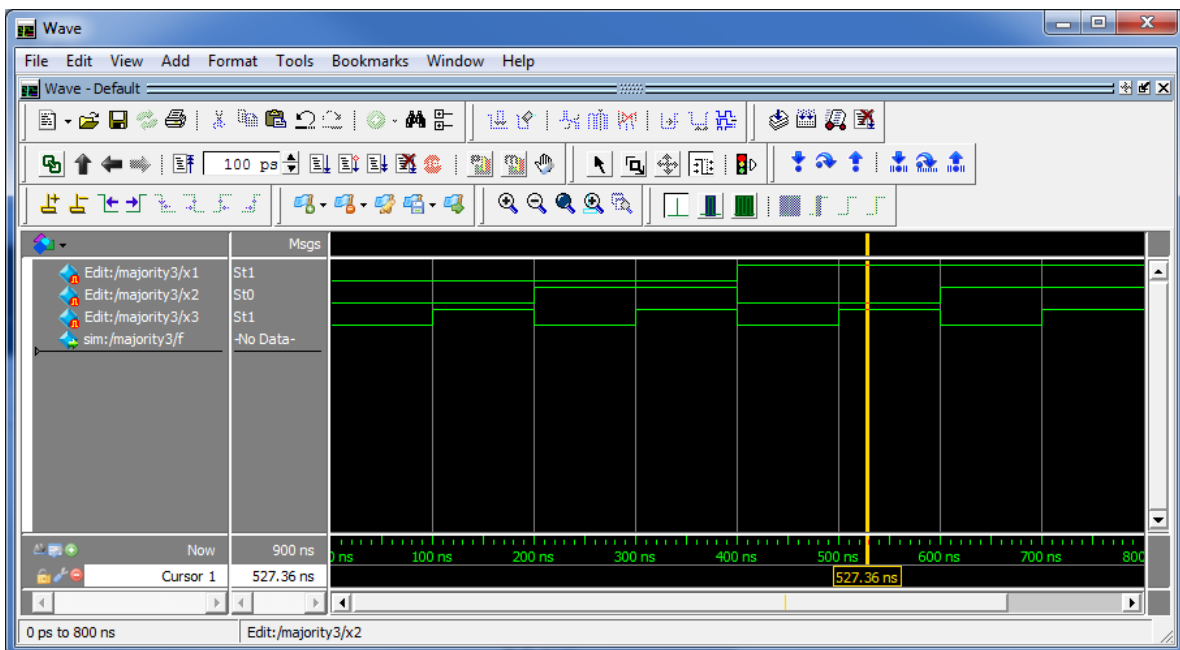 Wave
File Edit View Add Format Tools Bookmarks Window Help
Wave - Default
100 ps
Msgs
Edit:/majority3/x1 St1
Edit:/majority3/x2 St0
Edit:/majority3/x3 St1
sim:/majority3/f -No Data-
Now 900 ns 0 ns 100 ns 200 ns 300 ns 400 ns 500 ns 600 ns 700 ns 800
Cursor 1 527.36 ns 527.36 ns
0 ps to 800 ns Edit:/majority3/x2